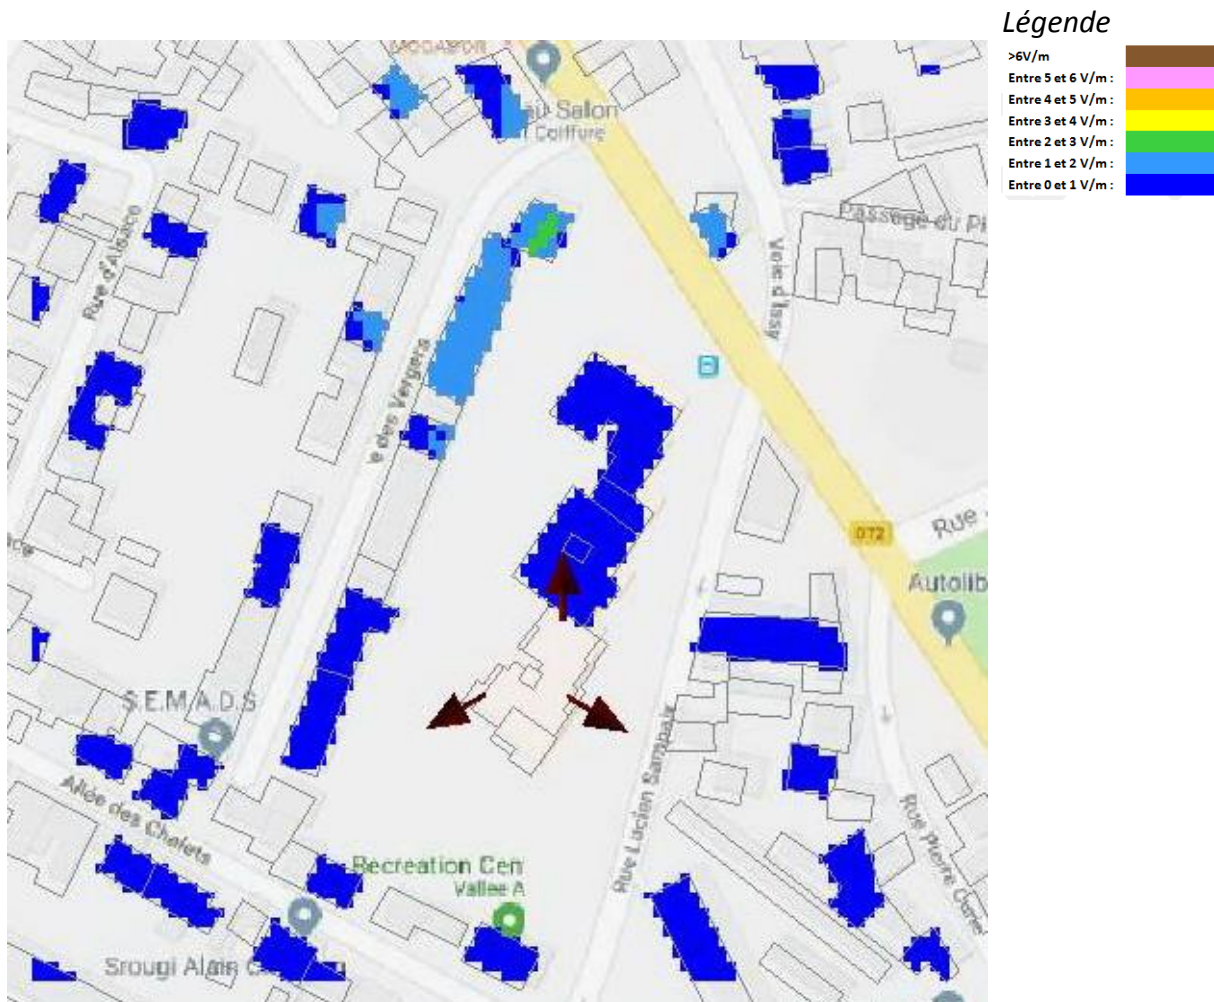 Légende
>6V/m
Entre 5 et 6 V/m :
Entre 4 et 5 V/m :
Entre 3 et 4 V/m :
Entre 2 et 3 V/m :
Entre 1 et 2 V/m :
Entre 0 et 1 V/m :
Salon
Coiffure
Rue d'Alsace
Passage du
Voie d'Issy
des Vergers
Rue
D72
Autolib
S.E.M.A.D.S
Allée des Chalets
Rue Lucien Sampaix
Rue Pierre
Recreation Cen
Vallee A
Srougi Alain